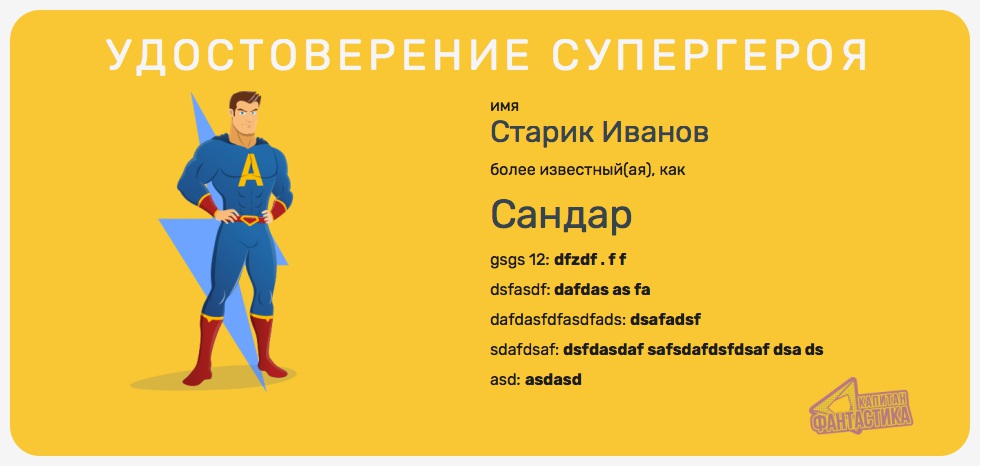 УДОСТОВЕРЕНИЕ СУПЕРГЕРОЯ
A
имя
Старик Иванов
более известный(ая), как
Сандар
gsgs 12: dfzdf . f f
dsfasdf: dafdas as fa
dafdasfdfasdfads: dsafadsf
sdafdsaf: dsfdasdaf safsdafdsfdsaf dsa ds
asd: asdasd
КАПИТАН
ФАНТАСТИКА